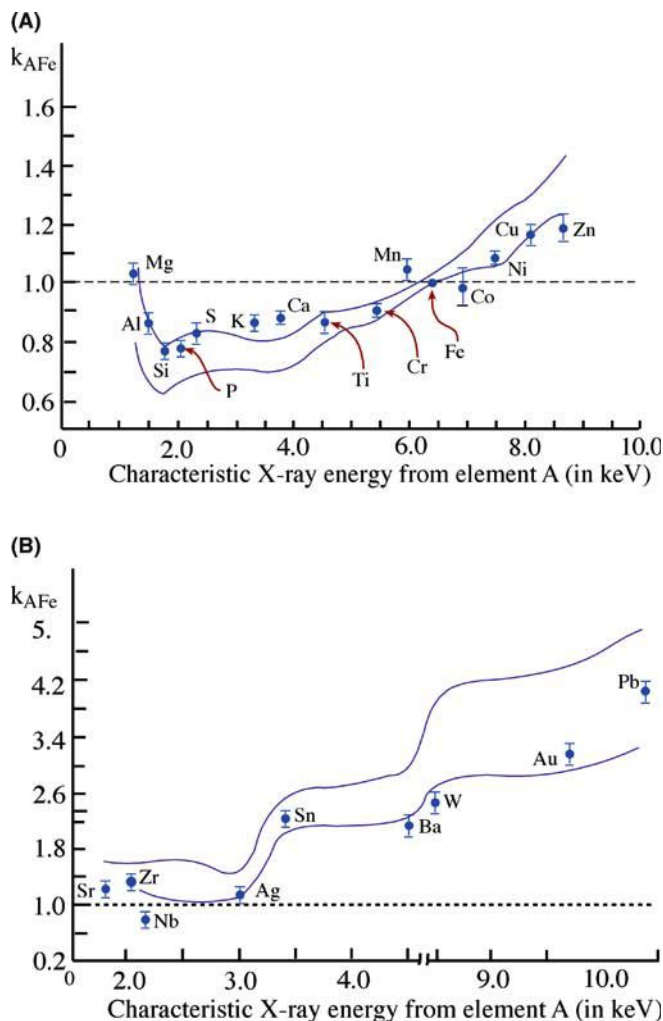 (A)
kAFe
1.6
1.4
1.2
1.0
0.8
0.6
Mg
Al
Si
P
S
K
Ca
Ti
Cr
Mn
Fe
Co
Ni
Cu
Zn
0 2.0 4.0 6.0 8.0 10.0
Characteristic X-ray energy from element A (in keV)
(B)
kAFe
5.
4.2
3.4
2.6
1.8
1.0
0.2
Sr
Zr
Nb
Ag
Sn
Ba
W
Au
Pb
2.0 3.0 4.0 9.0 10.0
Characteristic X-ray energy from element A (in keV)